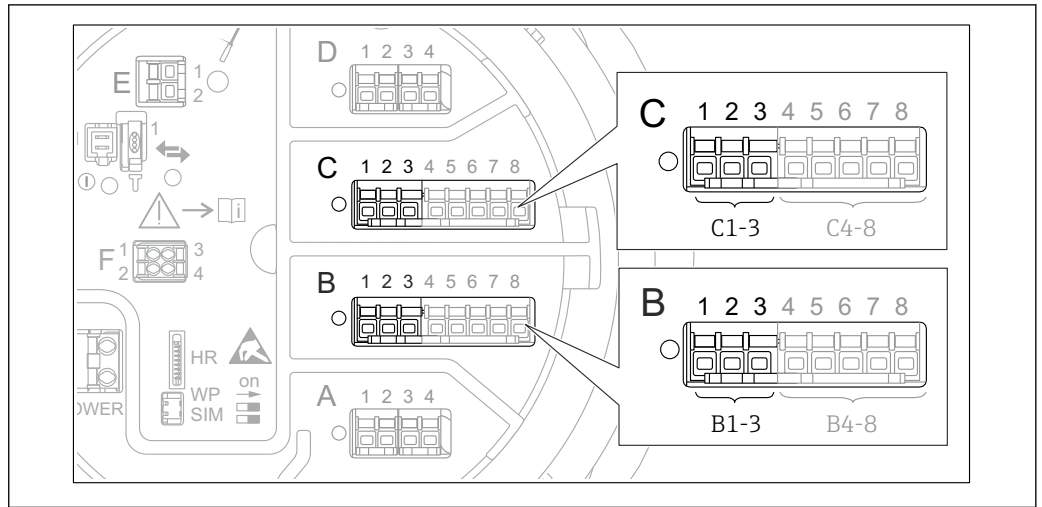 D 1 2 3 4
E 1
2
1
C 1 2 3 4 5 6 7 8
F 1 3
2 4
B 1 2 3 4 5 6 7 8
HR
WP on
SIM
OWER
A 1 2 3 4
C 1 2 3 4 5 6 7 8
C1-3 C4-8
B 1 2 3 4 5 6 7 8
B1-3 B4-8